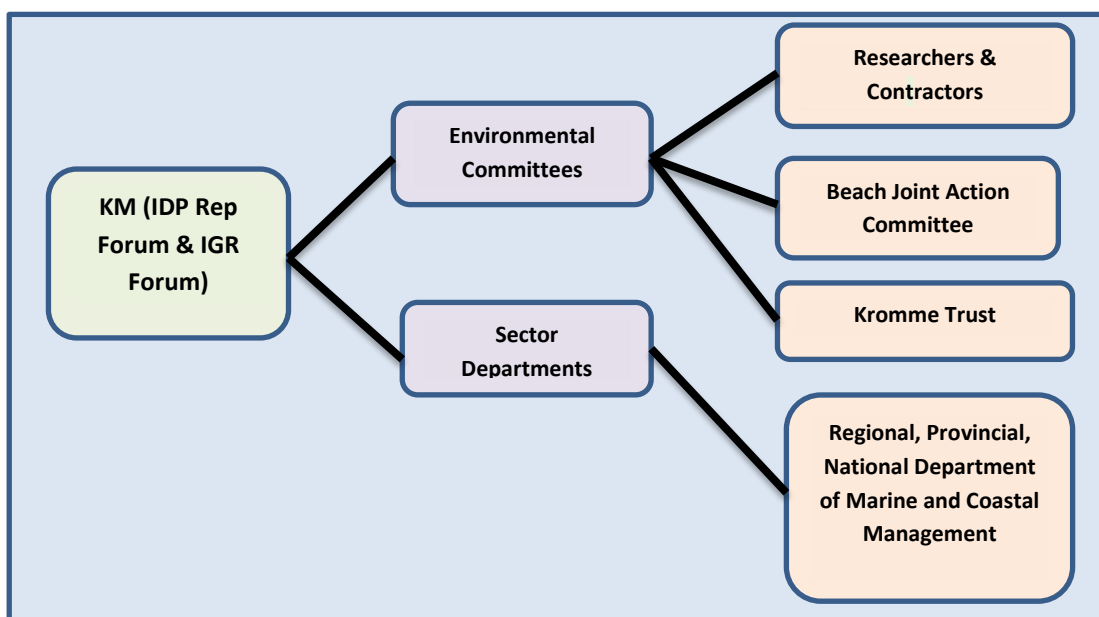 KM (IDP Rep
Forum & IGR
Forum)
Environmental
Committees
Sector
Departments
Researchers &
Contractors
Beach Joint Action
Committee
Kromme Trust
Regional, Provincial,
National Department
of Marine and Coastal
Management